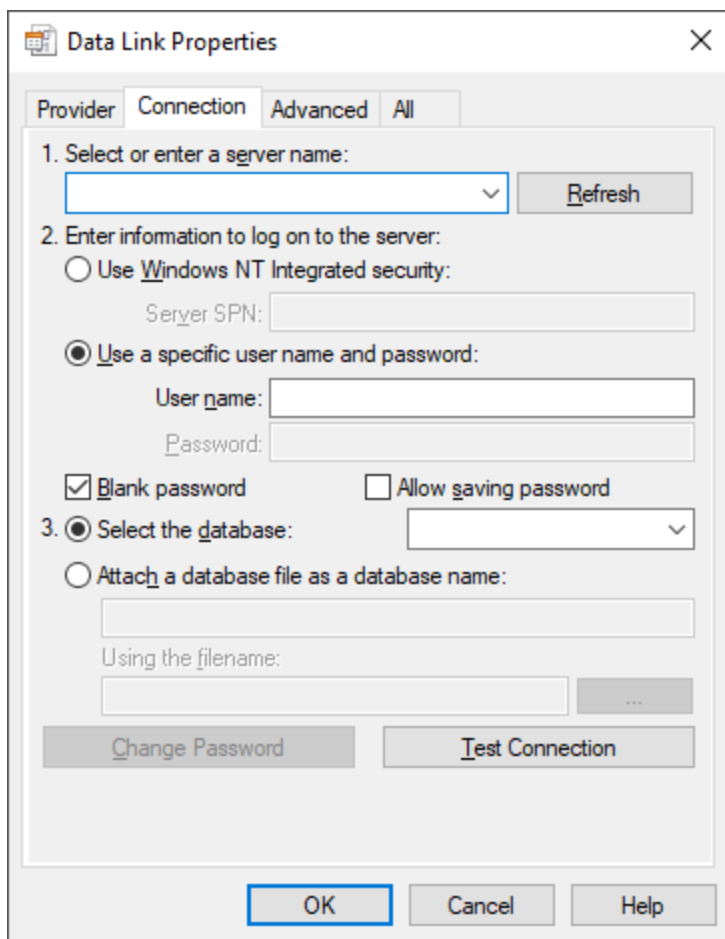 Data Link Properties
Provider Connection Advanced All
1. Select or enter a server name:
Refresh
2. Enter information to log on to the server:
Use Windows NT Integrated security:
Server SPN:
Use a specific user name and password:
User name:
Password:
Blank password Allow saving password
3. Select the database:
Attach a database file as a database name:
Using the filename:
...
Change Password Test Connection
OK Cancel Help